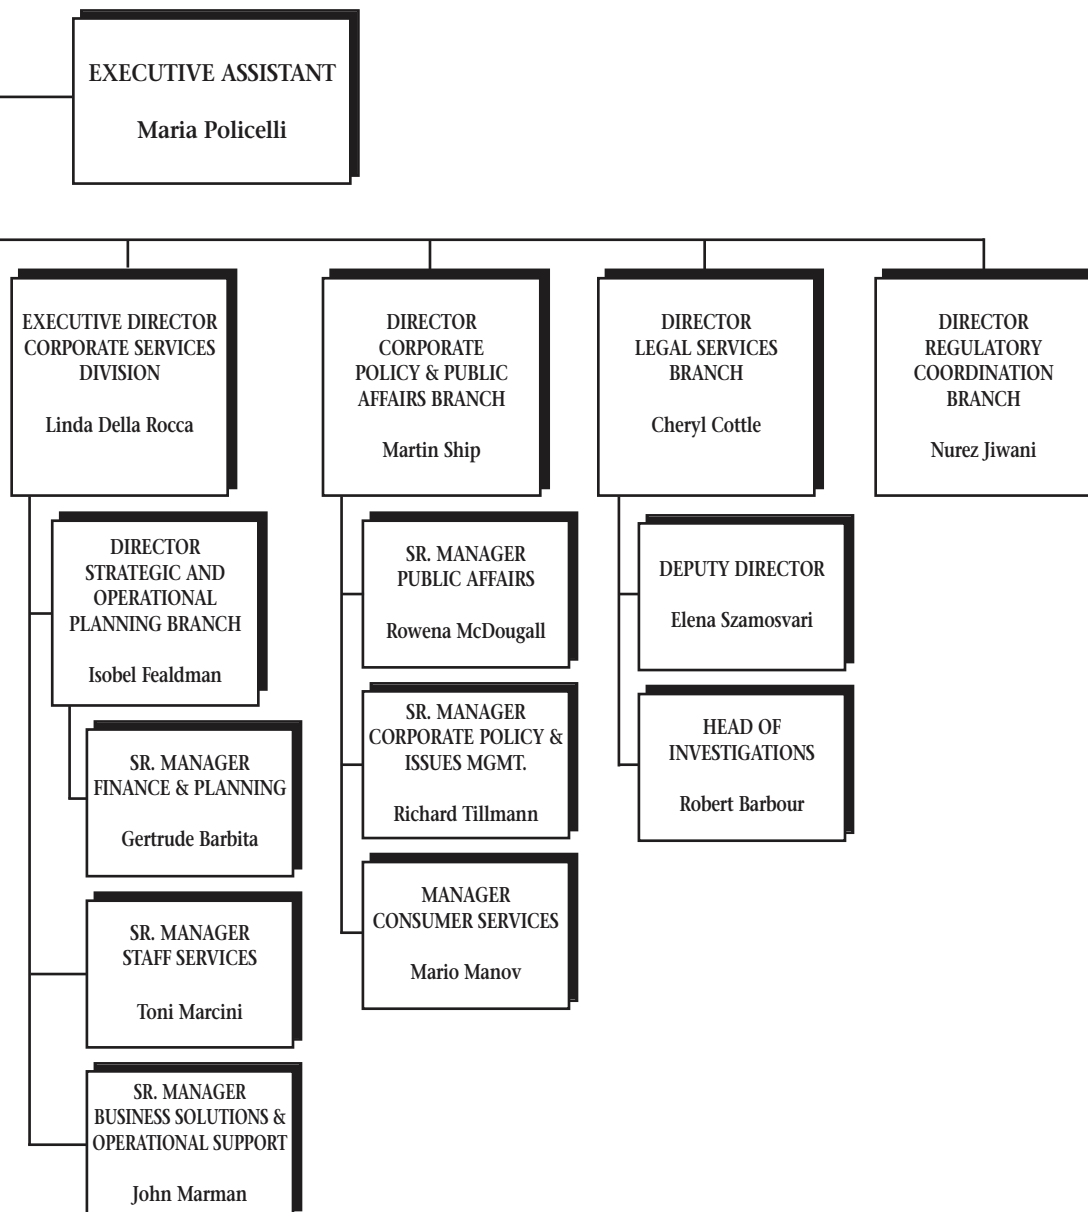 EXECUTIVE ASSISTANT
Maria Policelli
EXECUTIVE DIRECTOR
CORPORATE SERVICES
DIVISION
Linda Della Rocca
DIRECTOR
STRATEGIC AND
OPERATIONAL
PLANNING BRANCH
Isobel Fealdman
SR. MANAGER
FINANCE & PLANNING
Gertrude Barbita
SR. MANAGER
STAFF SERVICES
Toni Marcini
SR. MANAGER
BUSINESS SOLUTIONS &
OPERATIONAL SUPPORT
John Marman
DIRECTOR
CORPORATE
POLICY & PUBLIC
AFFAIRS BRANCH
Martin Ship
SR. MANAGER
PUBLIC AFFAIRS
Rowena McDougall
SR. MANAGER
CORPORATE POLICY &
ISSUES MGMT.
Richard Tillmann
MANAGER
CONSUMER SERVICES
Mario Manov
DIRECTOR
LEGAL SERVICES
BRANCH
Cheryl Cottle
DEPUTY DIRECTOR
Elena Szamosvari
HEAD OF
INVESTIGATIONS
Robert Barbour
DIRECTOR
REGULATORY
COORDINATION
BRANCH
Nurez Jiwani